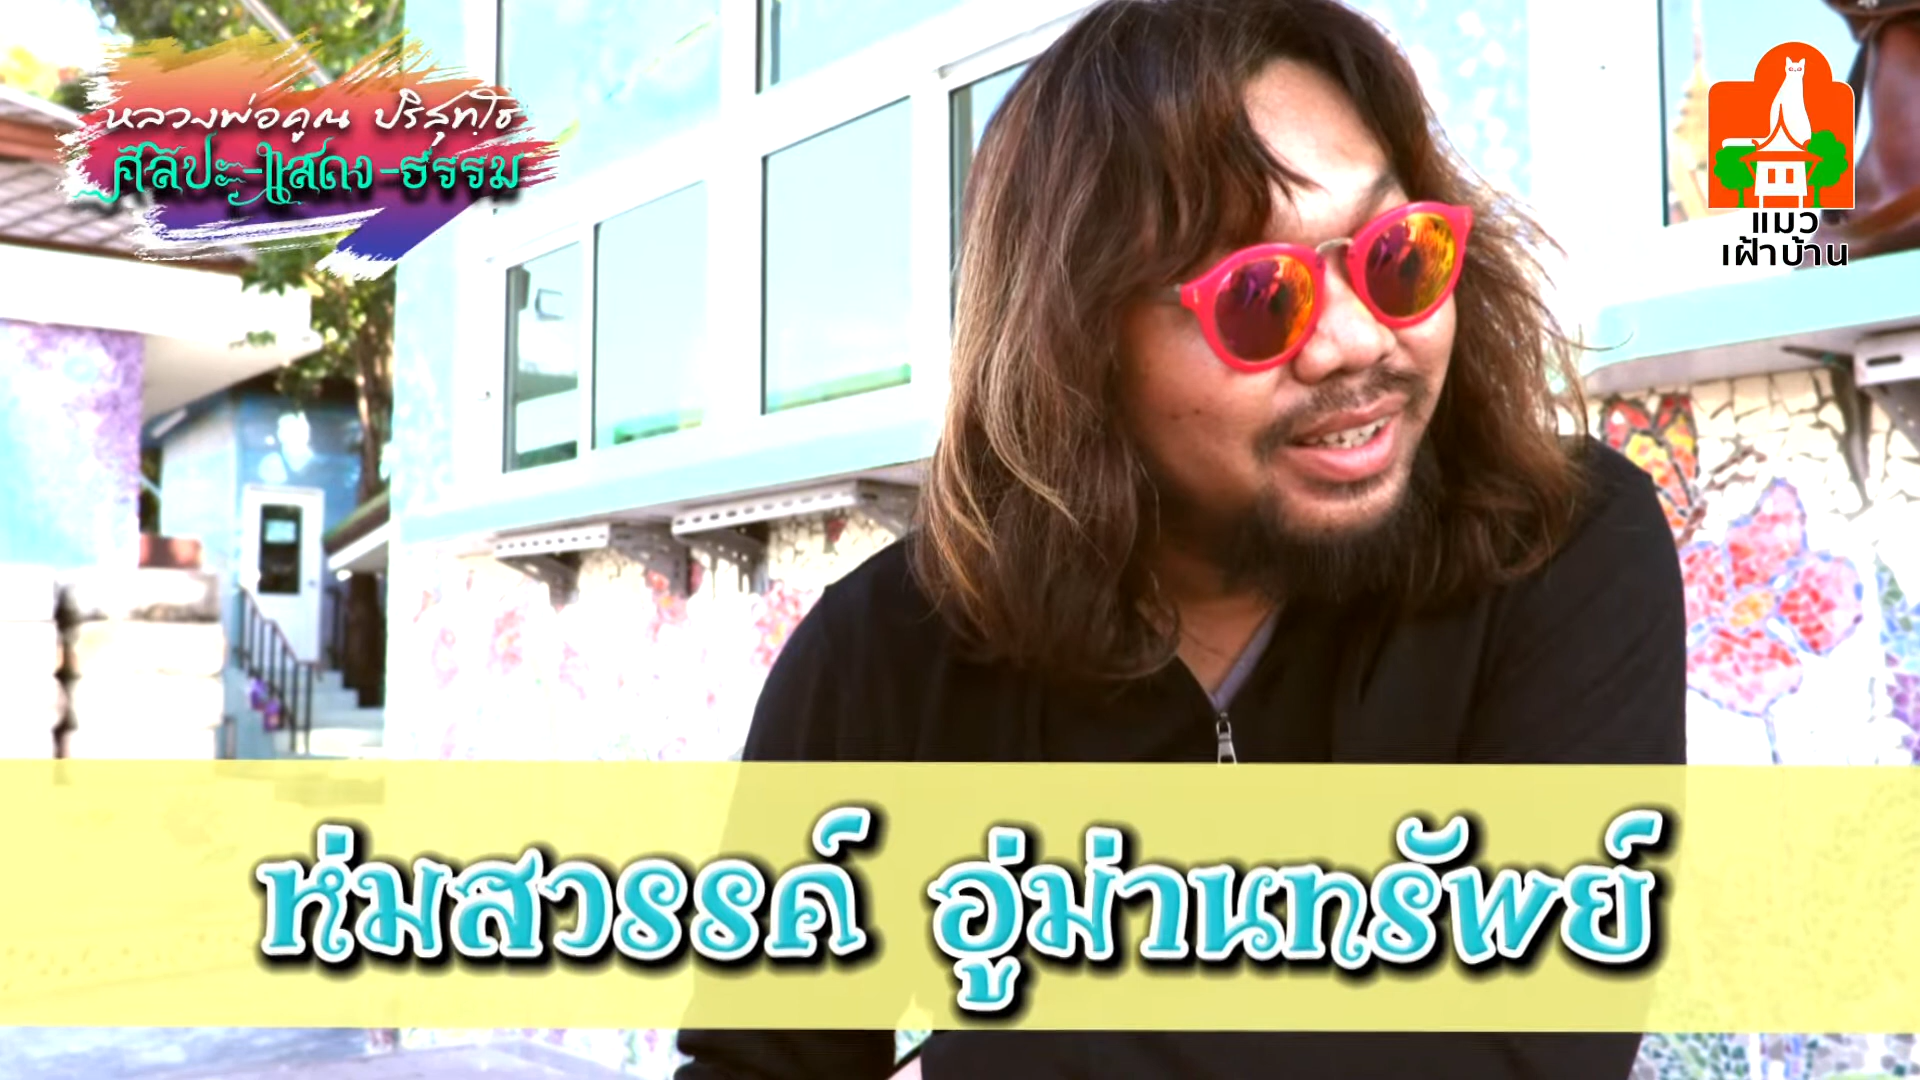 หลวงพ่อคูณ ปริสุทฺโธ
ศิลปะ-แสดง-ธรรม
แมว
เฝ้าบ้าน
ห่มสวรรค์ อู่ม่านทรัพย์